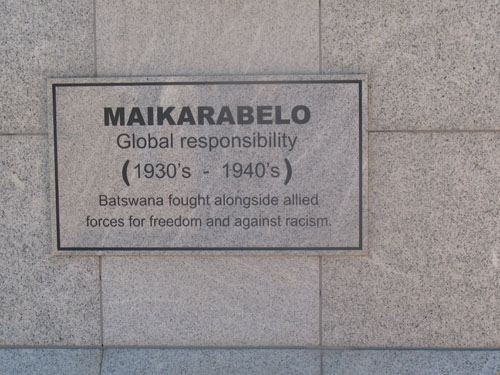 MAIKARABELO
Global responsibility
(1930's - 1940's)
Batswana fought alongside allied
forces for freedom and against racism.